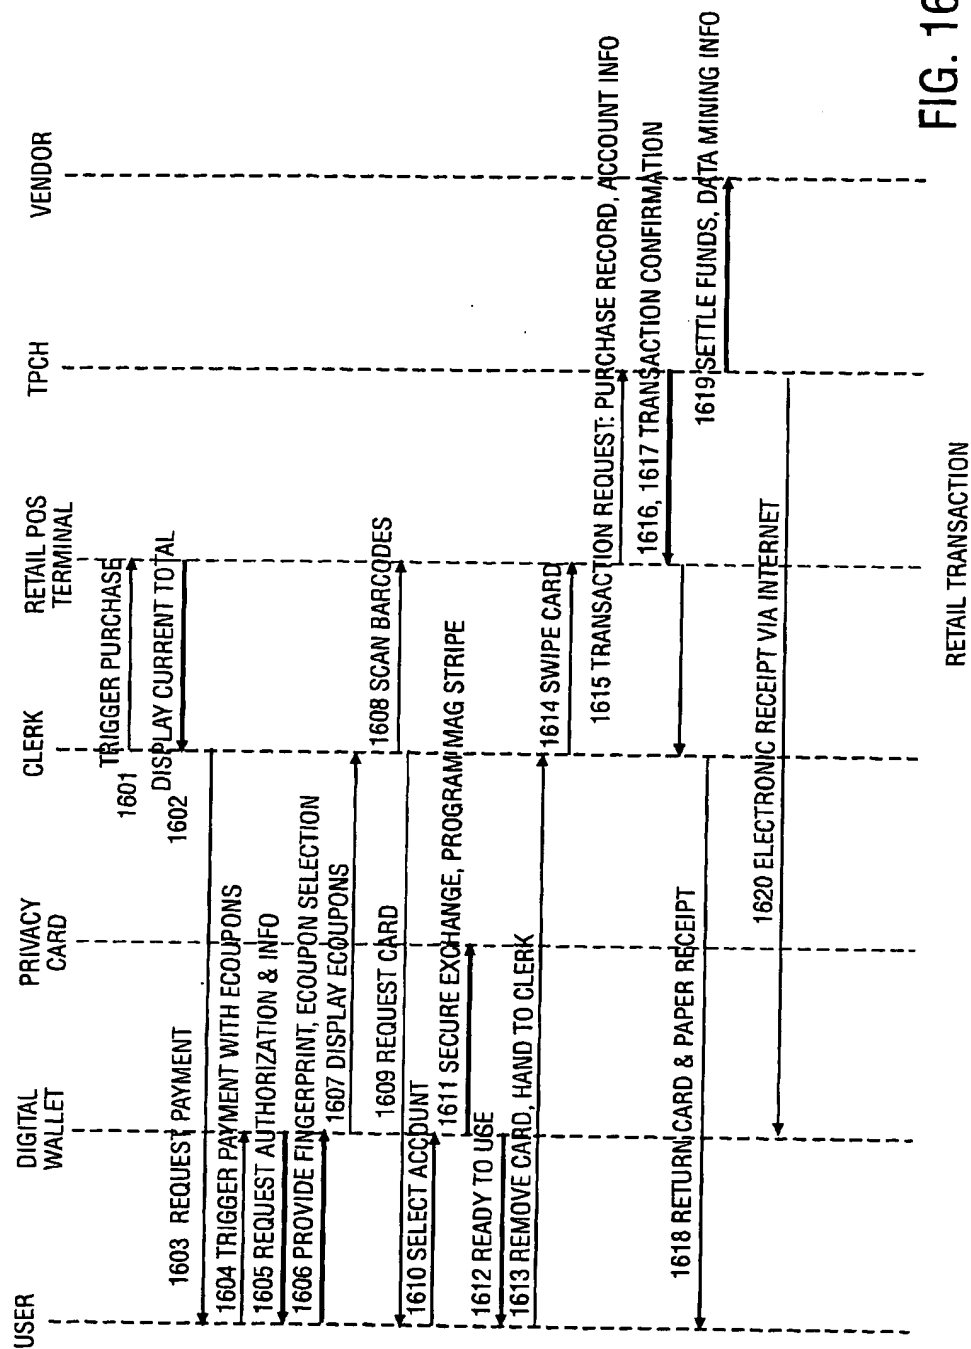 USER
DIGITAL
WALLET
PRIVACY
CARD
CLERK
RETAIL POS
TERMINAL
TPCH
VENDOR
TRIGGER PURCHASE
1601
DISPLAY CURRENT TOTAL
1602
1603 REQUEST PAYMENT
1604 TRIGGER PAYMENT WITH ECOUPONS
1605 REQUEST AUTHORIZATION & INFO
1606 PROVIDE FINGERPRINT, ECOUPON SELECTION
1607 DISPLAY ECOUPONS
1608 SCAN BARCODES
1609 REQUEST CARD
1610 SELECT ACCOUNT
1611 SECURE EXCHANGE, PROGRAM MAG STRIPE
1612 READY TO USE
1613 REMOVE CARD, HAND TO CLERK
1614 SWIPE CARD
1615 TRANSACTION REQUEST: PURCHASE RECORD, ACCOUNT INFO
1616, 1617 TRANSACTION CONFIRMATION
1618 RETURN CARD & PAPER RECEIPT
1619 SETTLE FUNDS, DATA MINING INFO
1620 ELECTRONIC RECEIPT VIA INTERNET
RETAIL TRANSACTION
FIG. 16